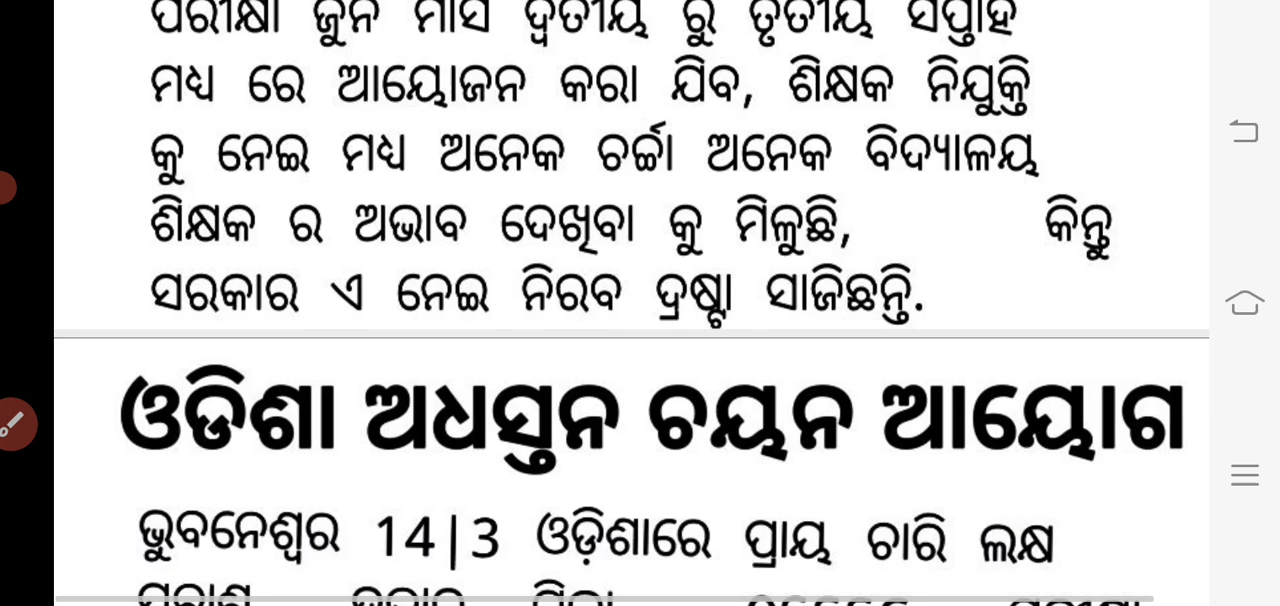 ପରୀକ୍ଷା ଜୁନ ମାସ ଦ୍ଵିତୀୟ ରୁ ତୃତୀୟ ସପ୍ତାହ
ମଧ୍ୟ ରେ ଆୟୋଜନ କରା ଯିବ, ଶିକ୍ଷକ ନିଯୁକ୍ତି
କୁ ନେଇ ମଧ୍ୟ ଅନେକ ଚର୍ଚ୍ଚା ଅନେକ ବିଦ୍ୟାଳୟ
ଶିକ୍ଷକ ର ଅଭାବ ଦେଖିବା କୁ ମିଳୁଛି, କିନ୍ତୁ
ସରକାର ଏ ନେଇ ନିରବ ଦ୍ରଷ୍ଟା ସାଜିଛନ୍ତି.
ଓଡିଶା ଅଧସ୍ତନ ଚୟନ ଆୟୋଗ
ଭୁବନେଶ୍ୱର 14|3 ଓଡ଼ିଶାରେ ପ୍ରାୟ ଚାରି ଲକ୍ଷ